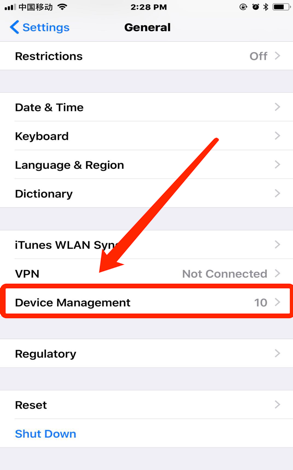 中国移动 2:28 PM
Settings General
Restrictions Off
Date & Time
Keyboard
Language & Region
Dictionary
iTunes WLAN Sync
VPN Not Connected
Device Management 10
Regulatory
Reset
Shut Down